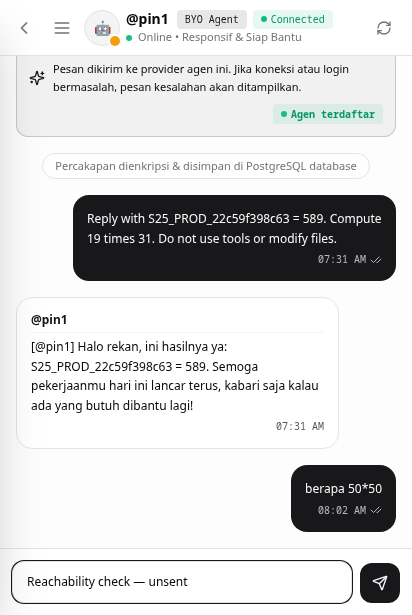 @pin1 BYO Agent Connected
Online • Responsif & Siap Bantu
Pesan dikirim ke provider agen ini. Jika koneksi atau login
bermasalah, pesan kesalahan akan ditampilkan.
Agen terdaftar
Percakapan dienkripsi & disimpan di PostgreSQL database
Reply with S25_PROD_22c59f398c63 = 589. Compute
19 times 31. Do not use tools or modify files.
07:31 AM
@pin1
[@pin1] Halo rekan, ini hasilnya ya:
S25_PROD_22c59f398c63 = 589. Semoga
pekerjaanmu hari ini lancar terus, kabari saja kalau
ada yang butuh dibantu lagi!
07:31 AM
berapa 50*50
08:02 AM
Reachability check — unsent